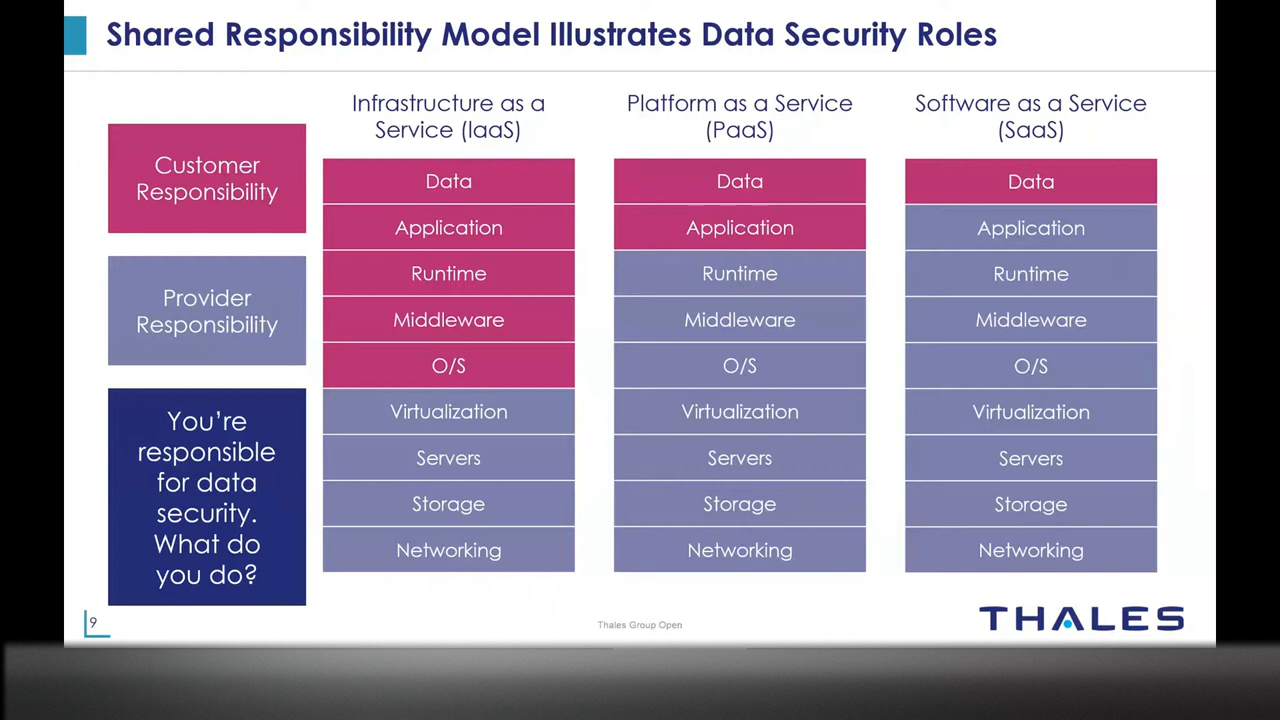 Shared Responsibility Model Illustrates Data Security Roles
Customer
Responsibility
Provider
Responsibility
You’re
responsible
for data
security.
What do
you do?
Infrastructure as a
Service (IaaS)
Data
Application
Runtime
Middleware
O/S
Virtualization
Servers
Storage
Networking
Platform as a Service
(PaaS)
Data
Application
Runtime
Middleware
O/S
Virtualization
Servers
Storage
Networking
Software as a Service
(SaaS)
Data
Application
Runtime
Middleware
O/S
Virtualization
Servers
Storage
Networking
9
Thales Group Open
THALES